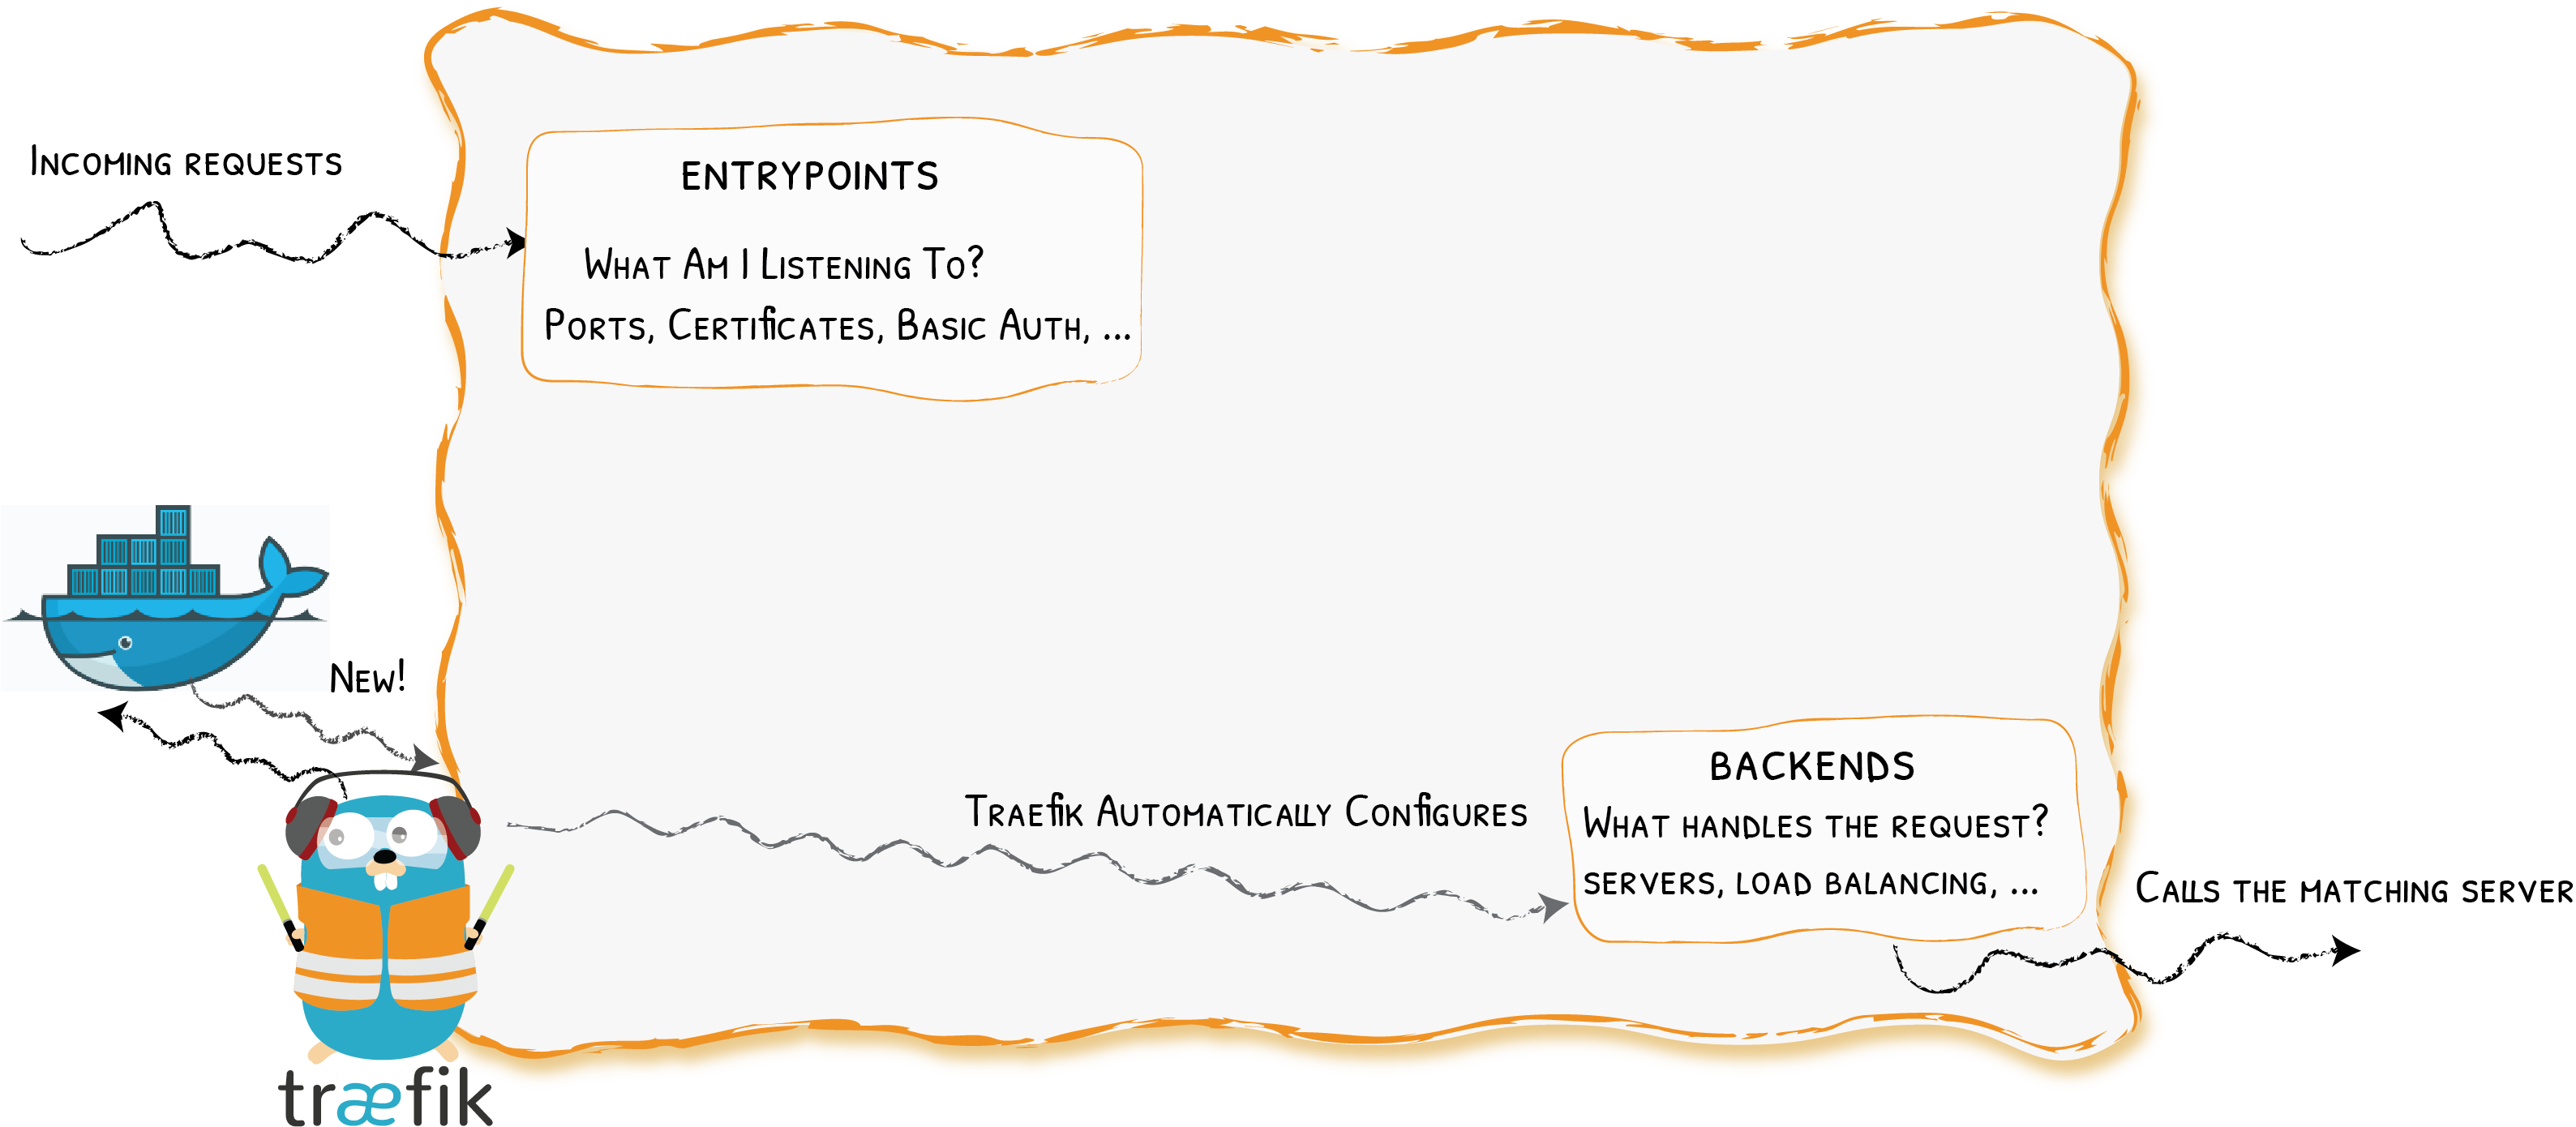 Incoming requests
ENTRYPOINTS
What Am I Listening To?
Ports, Certificates, Basic Auth, ...
New!
Traefik Automatically Configures
BACKENDS
What handles the request?
servers, load balancing, ...
Calls the matching server
træfik